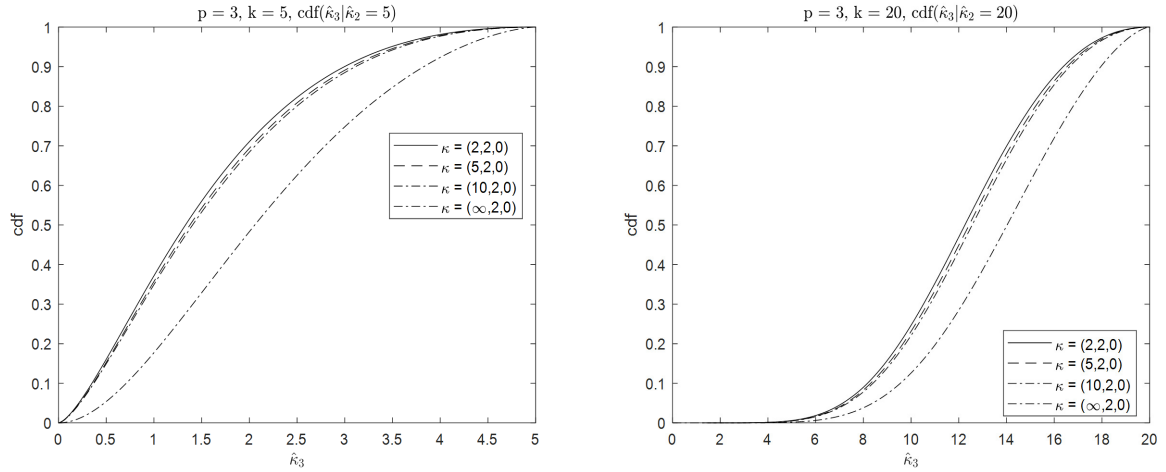 p = 3, k = 5, cdf(κ̂₃|κ̂₂ = 5)
1
0.9
0.8
0.7
0.6
0.5
0.4
0.3
0.2
0.1
0
cdf
κ = (2,2,0)
κ = (5,2,0)
κ = (10,2,0)
κ = (∞,2,0)
0 0.5 1 1.5 2 2.5 3 3.5 4 4.5 5
κ̂₃
p = 3, k = 20, cdf(κ̂₃|κ̂₂ = 20)
1
0.9
0.8
0.7
0.6
0.5
0.4
0.3
0.2
0.1
0
cdf
κ = (2,2,0)
κ = (5,2,0)
κ = (10,2,0)
κ = (∞,2,0)
0 2 4 6 8 10 12 14 16 18 20
κ̂₃